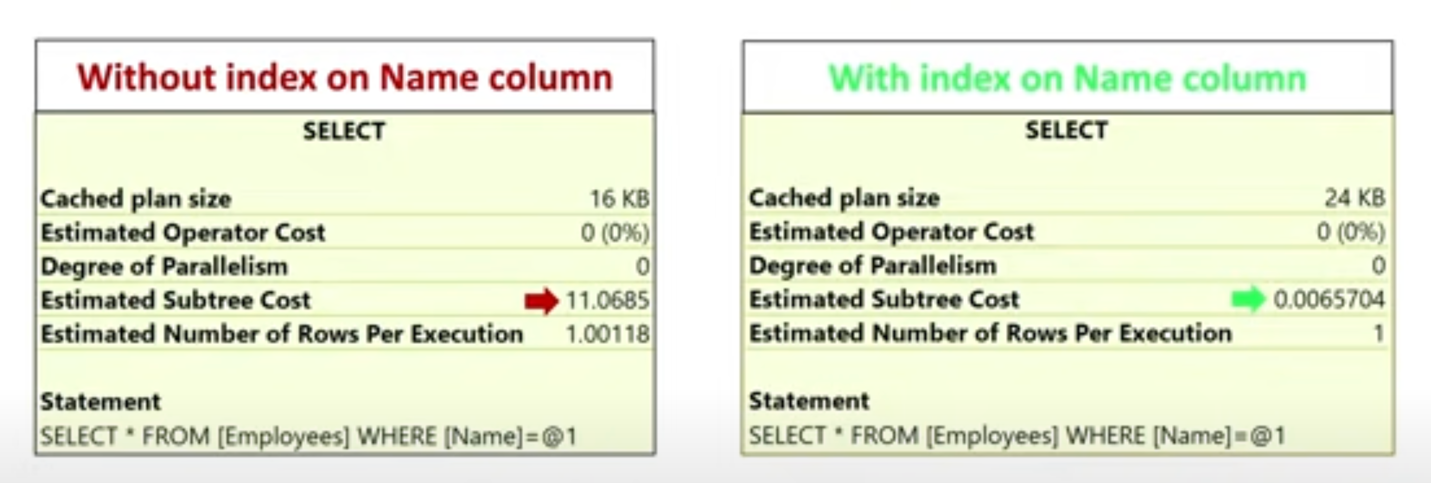 Without index on Name column
SELECT
Cached plan size 16 KB
Estimated Operator Cost 0 (0%)
Degree of Parallelism 0
Estimated Subtree Cost 11.0685
Estimated Number of Rows Per Execution 1.00118
Statement
SELECT * FROM [Employees] WHERE [Name]=@1
With index on Name column
SELECT
Cached plan size 24 KB
Estimated Operator Cost 0 (0%)
Degree of Parallelism 0
Estimated Subtree Cost 0.0065704
Estimated Number of Rows Per Execution 1
Statement
SELECT * FROM [Employees] WHERE [Name]=@1